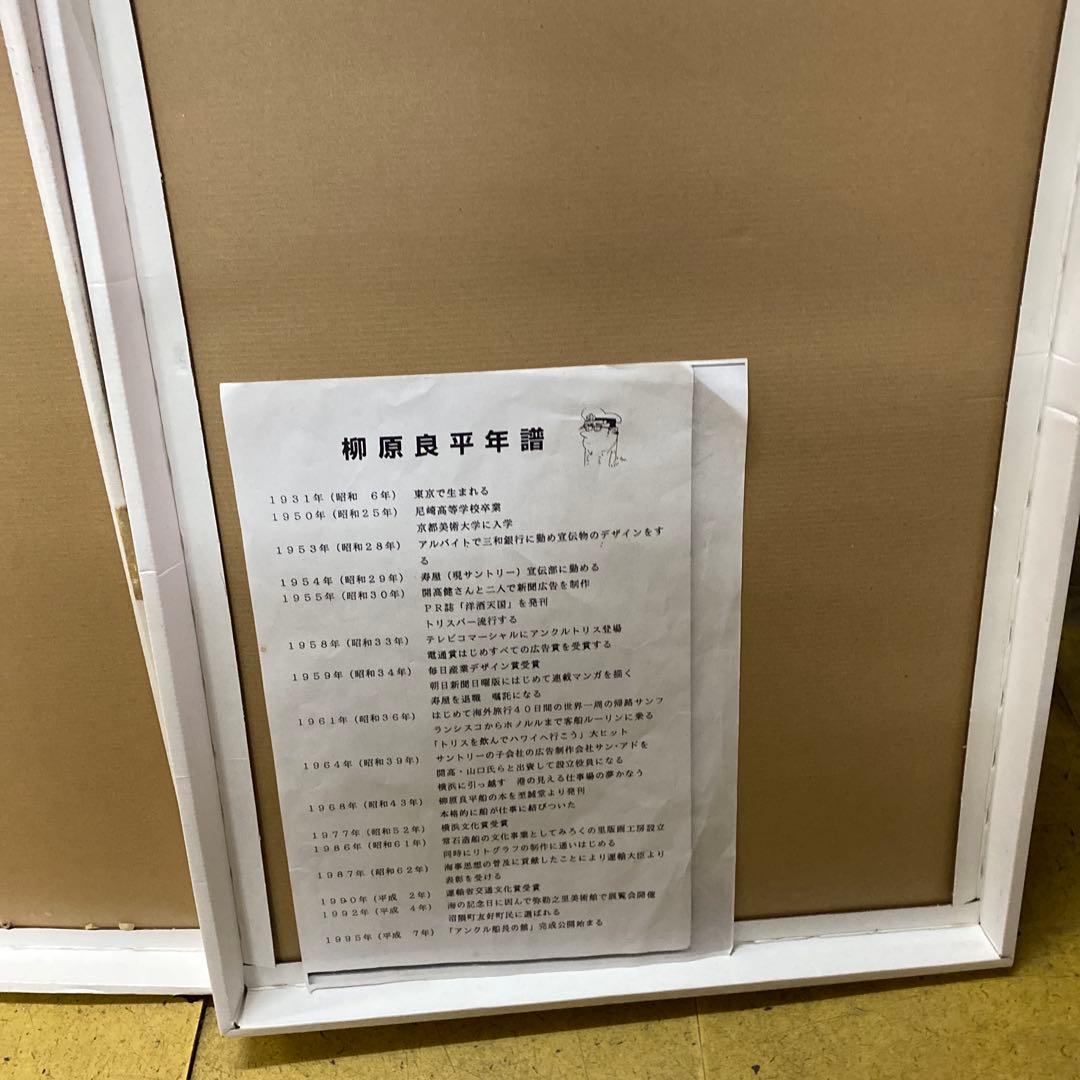 柳原良平年譜
1931年（昭和　6年）　東京で生まれる
1950年（昭和25年）　尼崎高等学校卒業
京都美術大学に入学
1953年（昭和28年）　アルバイトで三和銀行に勤め宣伝物のデザインをす
る
1954年（昭和29年）　寿屋（現サントリー）宣伝部に勤める
1955年（昭和30年）　開高健さんと二人で新聞広告を制作
PR誌「洋酒天国」を発刊
トリスバー流行する
1958年（昭和33年）　テレビコマーシャルにアンクルトリス登場
電通賞はじめすべての広告賞を受賞する
1959年（昭和34年）　毎日産業デザイン賞受賞
朝日新聞日曜版にはじめて連載マンガを描く
寿屋を退職　嘱託になる
1961年（昭和36年）　はじめて海外旅行40日間の世界一周の帰路サンフ
ランシスコからホノルルまで客船ルーリンに乗る
「トリスを飲んでハワイへ行こう」大ヒット
1964年（昭和39年）　サントリーの子会社の広告制作会社サン・アドを
開高・山口氏らと出資して設立役員になる
横浜に引っ越す　港の見える仕事場の夢かなう
1968年（昭和43年）　柳原良平船の本を至誠堂より発刊
本格的に船が仕事に結びついた
1977年（昭和52年）　横浜文化賞受賞
1986年（昭和61年）　常石造船の文化事業としてみろくの里版画工房設立
同時にリトグラフの制作に通いはじめる
1987年（昭和62年）　海事思想の普及に貢献したことにより運輸大臣より
表彰を受ける
1990年（平成　2年）　運輸省交通文化賞受賞
1992年（平成　4年）　海の記念日に因んで弥勒之里美術館で展覧会開催
沼隈町友好町民に選ばれる
1995年（平成　7年）　「アンクル船長の館」完成公開始まる